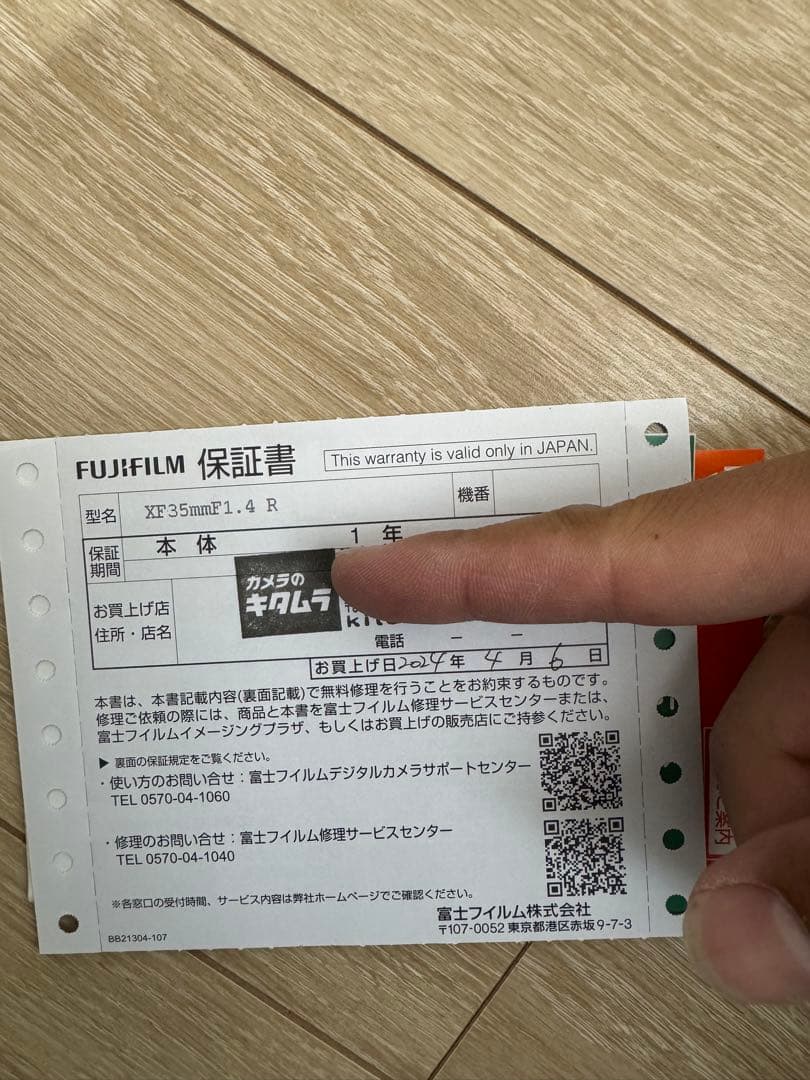 FUJIFILM 保証書 This warranty is valid only in JAPAN.
型名 XF35mmF1.4 R 機番
保証期間 本体 1年
お買上げ店
住所・店名
カメラの
キタムラ
電話 － －
お買上げ日 2024年 4月 6日
本書は、本書記載内容(裏面記載)で無料修理を行うことをお約束するものです。
修理ご依頼の際には、商品と本書を富士フイルム修理サービスセンターまたは、
富士フイルムイメージングプラザ、もしくはお買上げの販売店にご持参ください。
▶ 裏面の保証規定をご覧ください。
・使い方のお問い合せ：富士フイルムデジタルカメラサポートセンター
TEL 0570-04-1060
・修理のお問い合せ：富士フイルム修理サービスセンター
TEL 0570-04-1040
※各窓口の受付時間、サービス内容は弊社ホームページでご確認ください。
富士フイルム株式会社
〒107-0052 東京都港区赤坂9-7-3
BB21304-107
ご案内